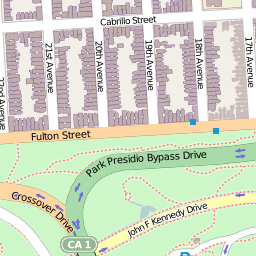 Cabrillo Street
22nd Avenue
21st Avenue
20th Avenue
19th Avenue
18th Avenue
17th Avenue
Fulton Street
Park Presidio Bypass Drive
Crossover Drive
John F Kennedy Drive
CA 1